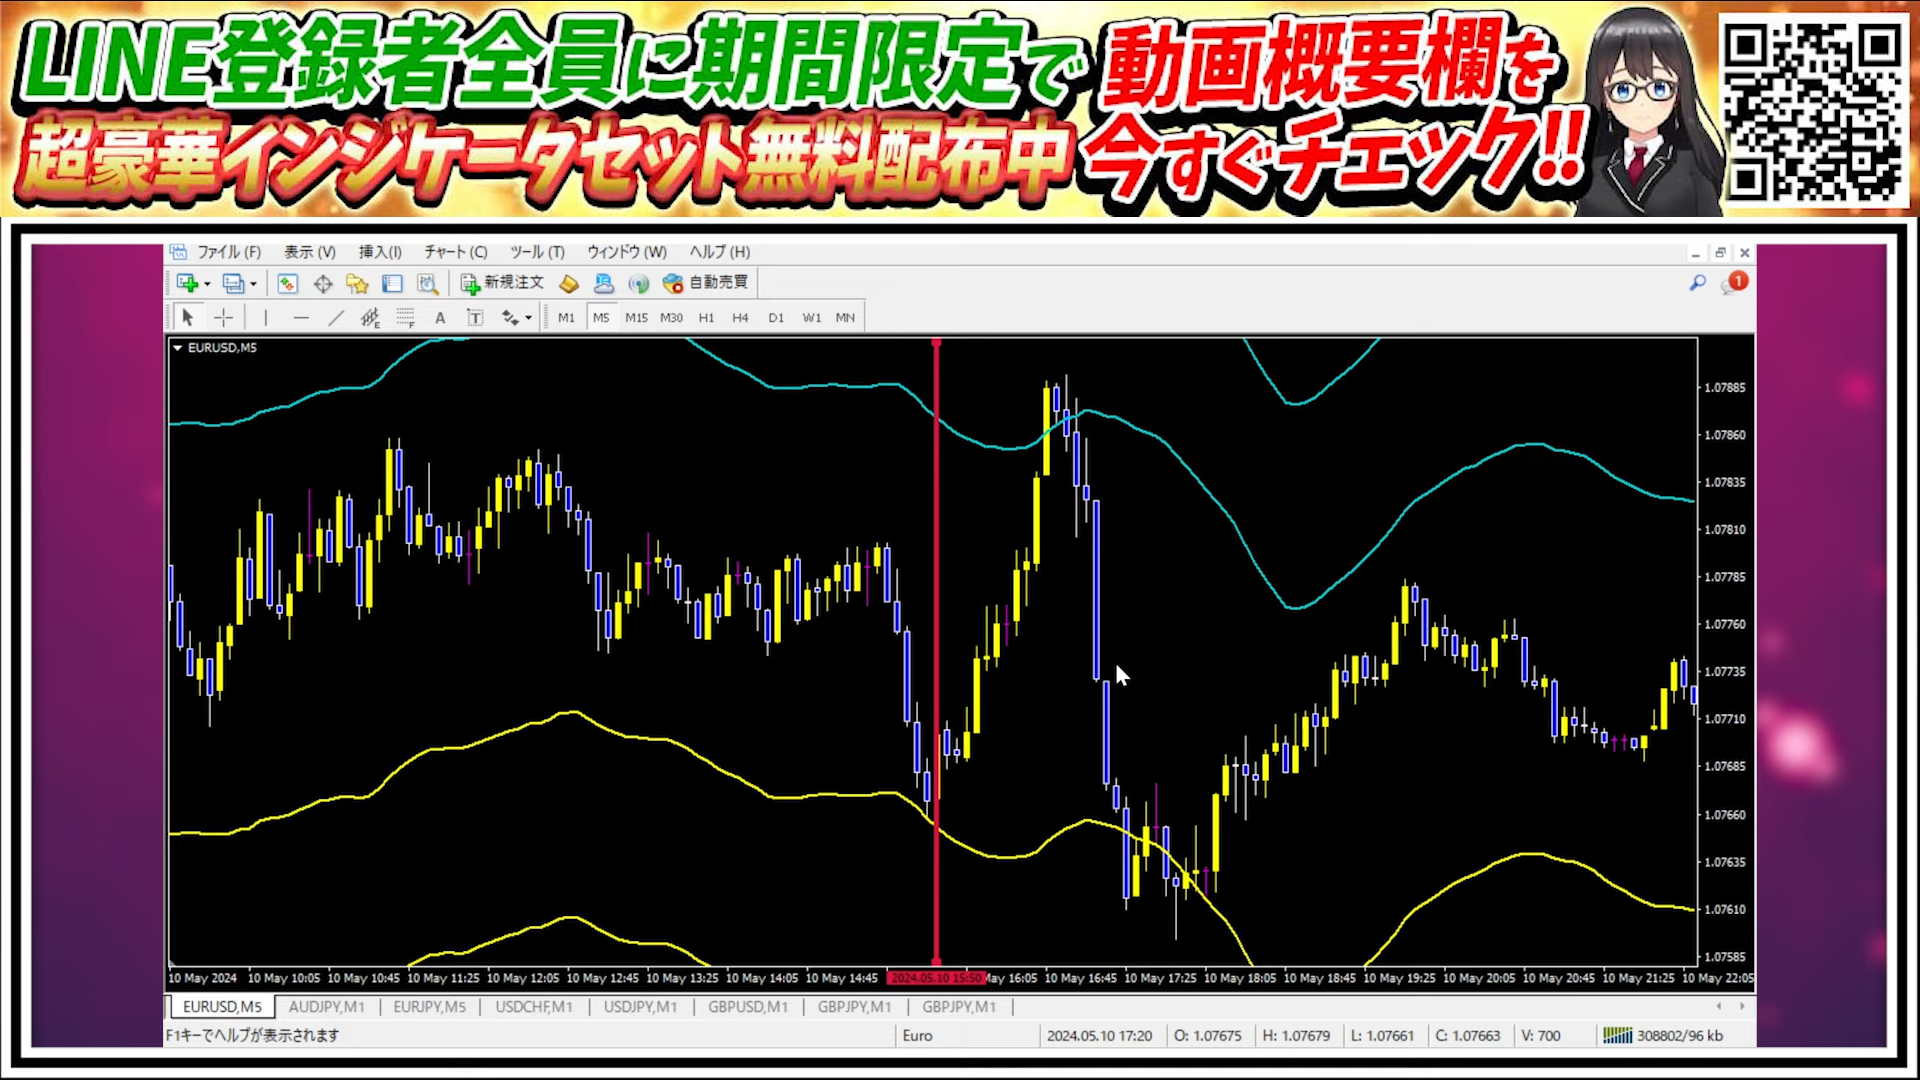 LINE登録者全員に期間限定で 動画概要欄を
超豪華インジケータセット無料配布中 今すぐチェック!!
ファイル (F) 表示 (V) 挿入(I) チャート (C) ツール (T) ウィンドウ (W) ヘルプ (H)
新規注文 自動売買 1
E F A T M1 M5 M15 M30 H1 H4 D1 W1 MN
EURUSD,M5
1.07885
1.07860
1.07835
1.07810
1.07785
1.07760
1.07735
1.07710
1.07685
1.07660
1.07635
1.07610
1.07585
10 May 2024 10 May 10:05 10 May 10:45 10 May 11:25 10 May 12:05 10 May 12:45 10 May 13:25 10 May 14:05 10 May 14:45 2024.05.10 15:50 May 16:05 10 May 16:45 10 May 17:25 10 May 18:05 10 May 18:45 10 May 19:25 10 May 20:05 10 May 20:45 10 May 21:25 10 May 22:05
EURUSD,M5 AUDJPY,M1 EURJPY,M5 USDCHF,M1 USDJPY,M1 GBPUSD,M1 GBPJPY,M1 GBPJPY,M1
F1キーでヘルプが表示されます Euro 2024.05.10 17:20 O: 1.07675 H: 1.07679 L: 1.07661 C: 1.07663 V: 700 308802/96 kb